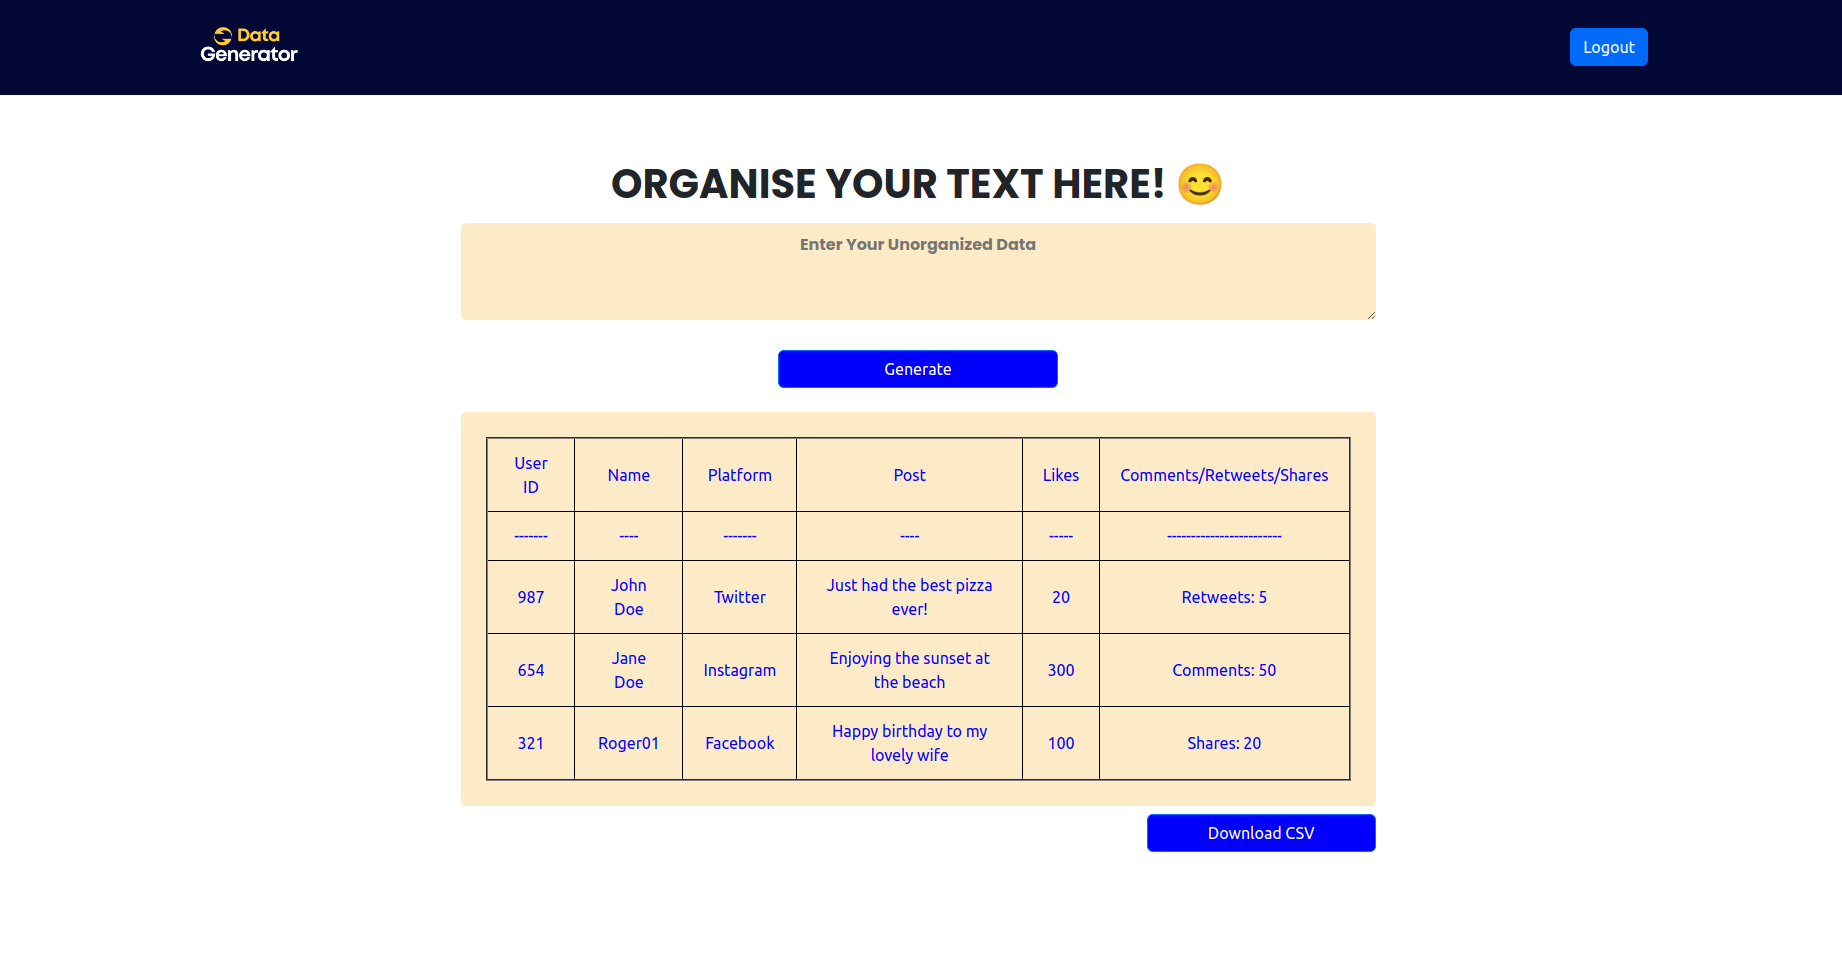 Data
Generator
Logout
ORGANISE YOUR TEXT HERE! 😊
Enter Your Unorganized Data
Generate
User
ID
Name
Platform
Post
Likes
Comments/Retweets/Shares
-------
----
-------
----
-----
------------------------
987
John
Doe
Twitter
Just had the best pizza
ever!
20
Retweets: 5
654
Jane
Doe
Instagram
Enjoying the sunset at
the beach
300
Comments: 50
321
Roger01
Facebook
Happy birthday to my
lovely wife
100
Shares: 20
Download CSV